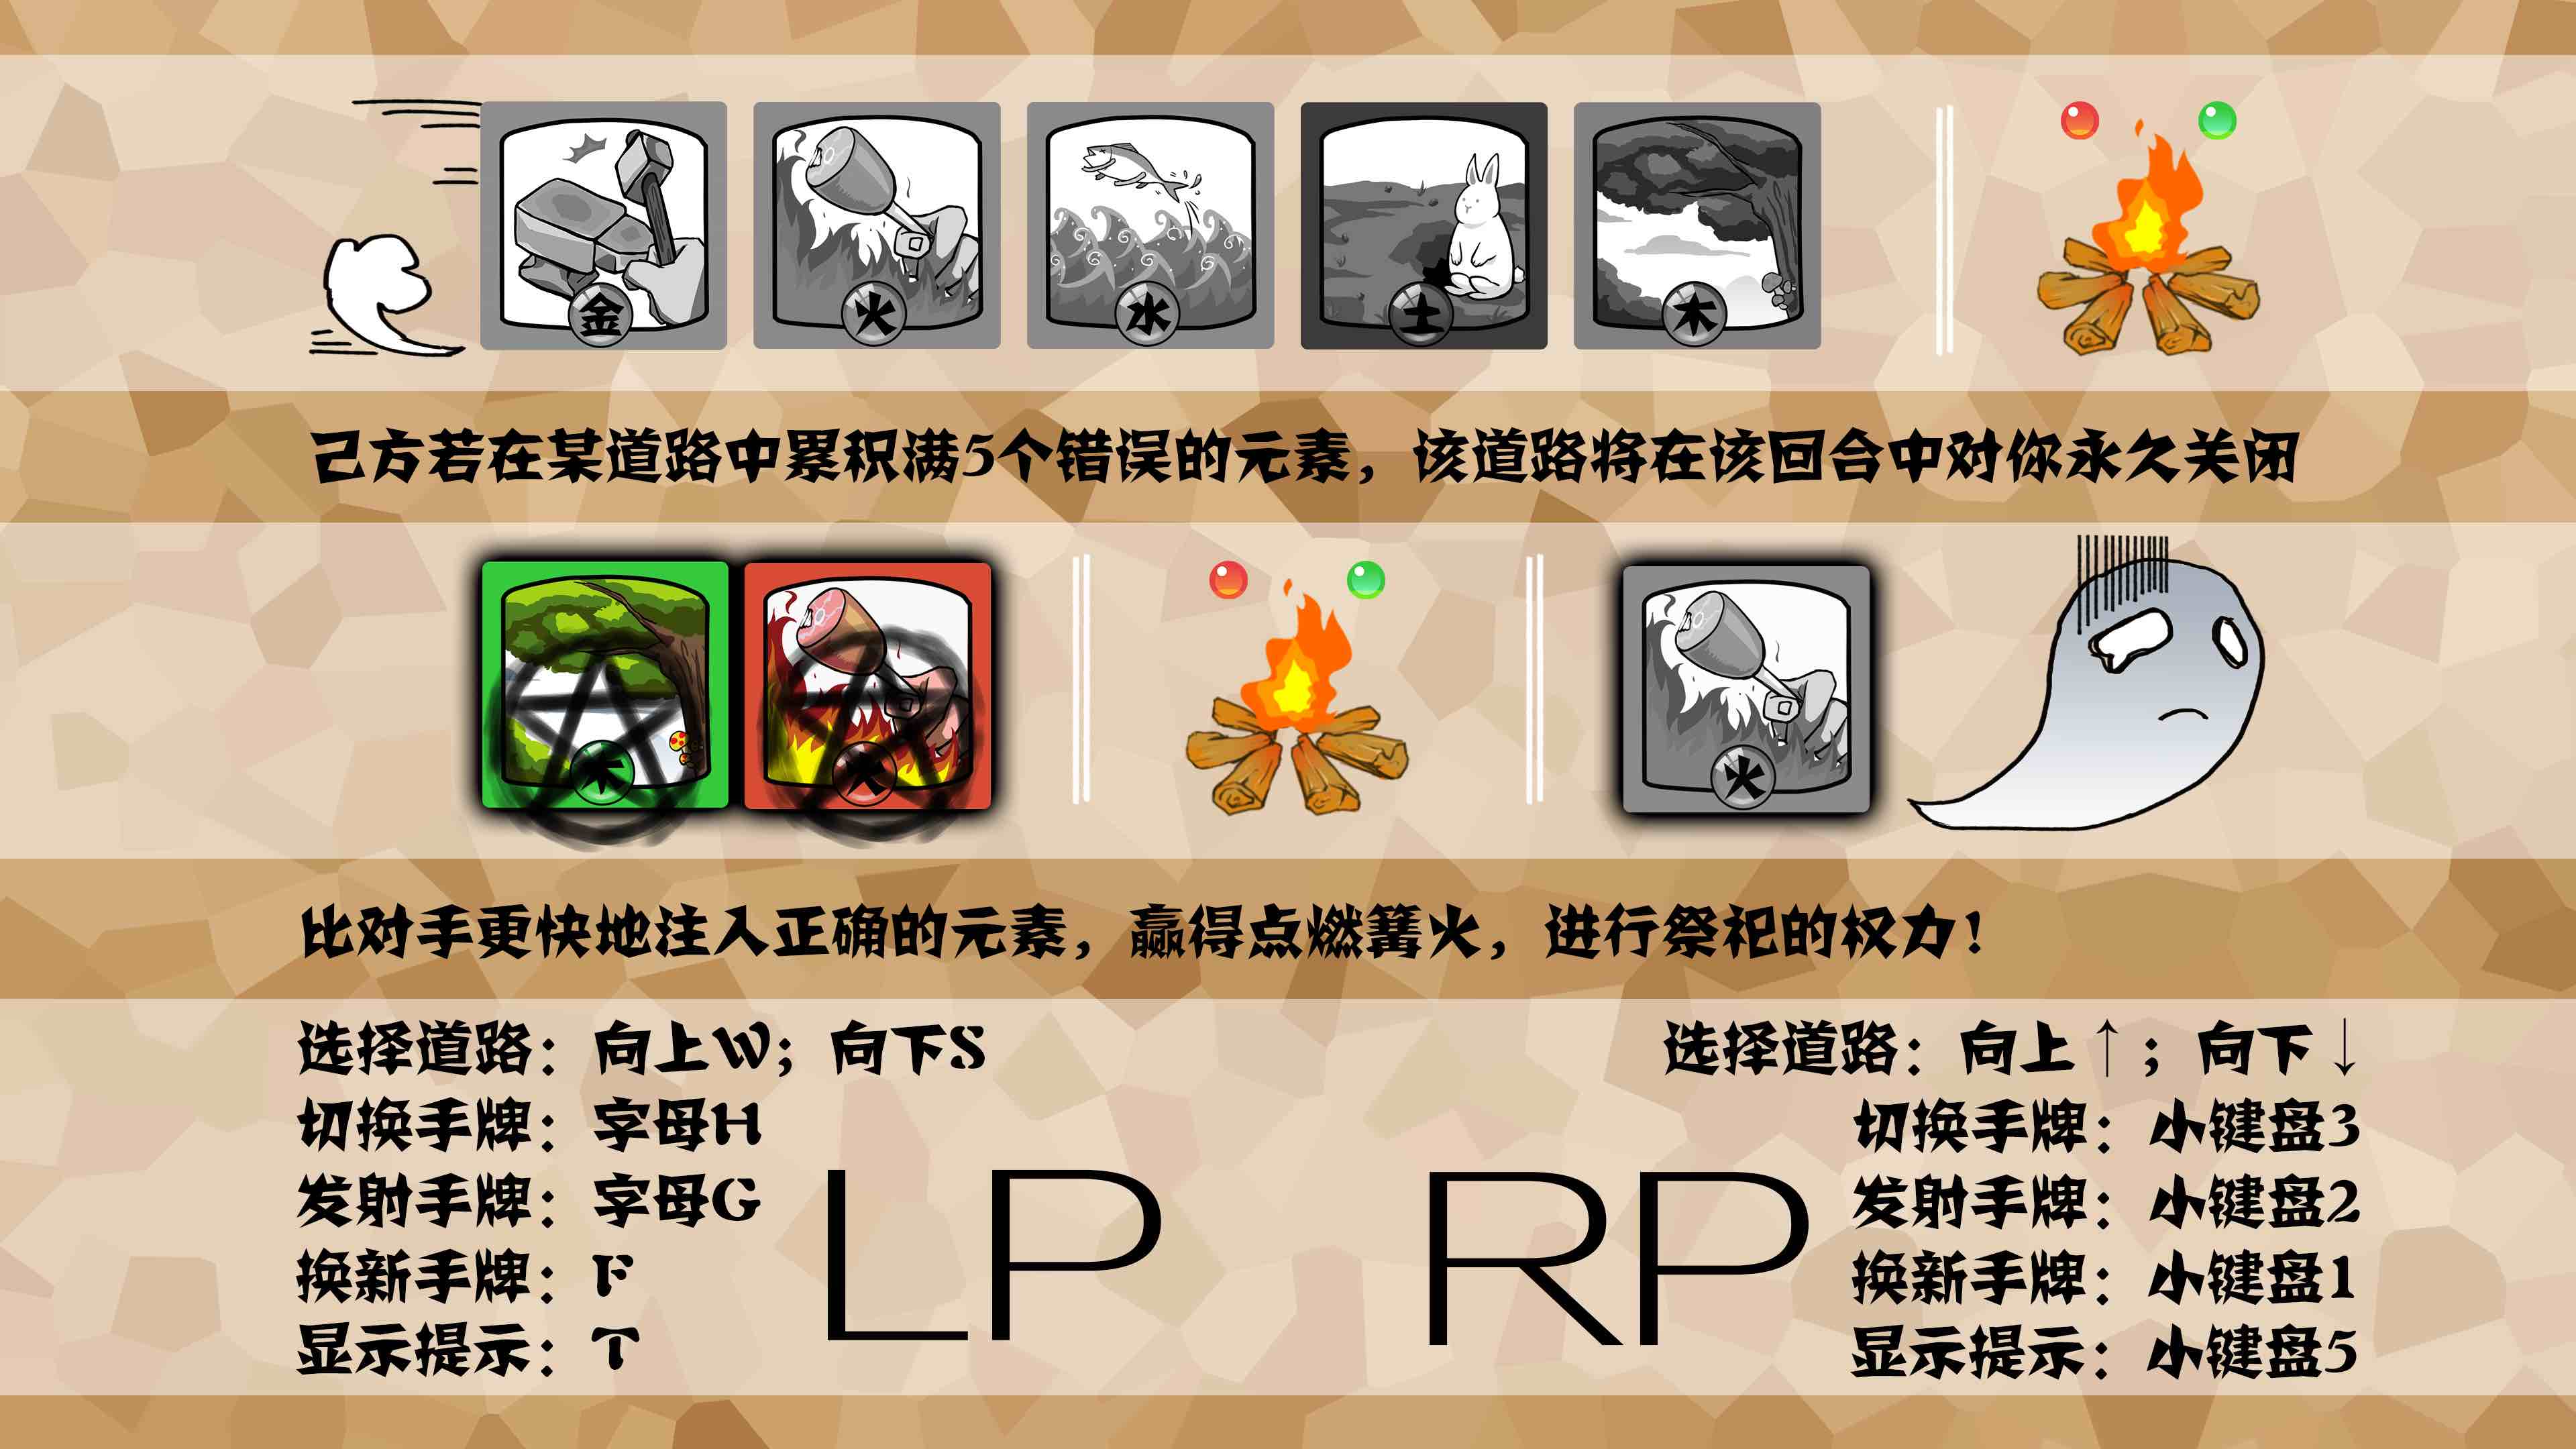 金 火 水 土 木
己方若在某道路中累积满5个错误的元素，该道路将在该回合中对你永久关闭
木 火 火
比对手更快地注入正确的元素，赢得点燃篝火，进行祭祀的权力！
选择道路：向上W；向下S
切换手牌：字母H
发射手牌：字母G
换新手牌：F
显示提示：T
LP
RP
选择道路：向上↑；向下↓
切换手牌：小键盘3
发射手牌：小键盘2
换新手牌：小键盘1
显示提示：小键盘5